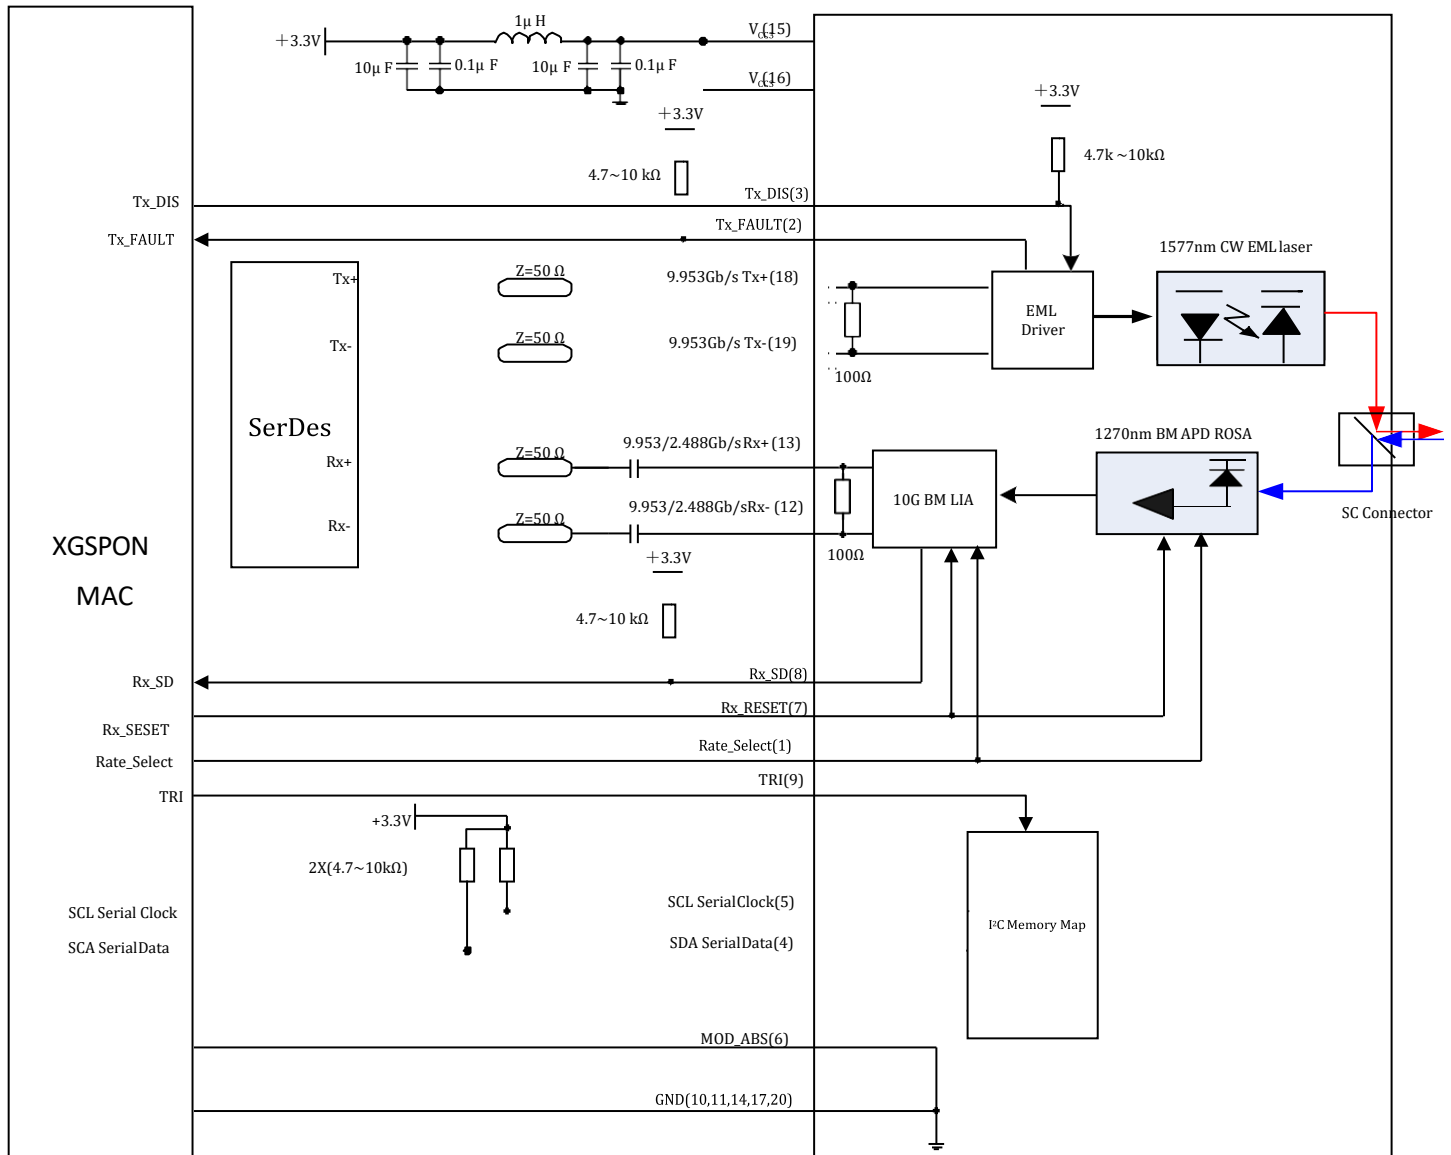 1μ H
+3.3V
V CC3 (15)
10μ F
0.1μ F
10μ F
0.1μ F
V CC3 (16)
+3.3V
+3.3V
4.7~10 kΩ
4.7k ~10kΩ
Tx_DIS
Tx_DIS(3)
Tx_FAULT
Tx_FAULT(2)
1577nm CW EML laser
Tx+
Z=50 Ω
9.953Gb/s Tx+(18)
EML
Driver
Tx-
Z=50 Ω
9.953Gb/s Tx-(19)
100Ω
SerDes
1270nm BM APD ROSA
9.953/2.488Gb/sRx+ (13)
Rx+
Z=50 Ω
10G BM LIA
9.953/2.488Gb/sRx- (12)
Rx-
Z=50 Ω
SC Connector
XGSPON
MAC
+3.3V
100Ω
4.7~10 kΩ
Rx_SD
Rx_SD(8)
Rx_SESET
Rx_RESET(7)
Rate_Select
Rate_Select(1)
TRI
TRI(9)
+3.3V
2X(4.7~10kΩ)
SCL Serial Clock
SCL SerialClock(5)
I²C Memory Map
SCA SerialData
SDA SerialData(4)
MOD_ABS(6)
GND(10,11,14,17,20)